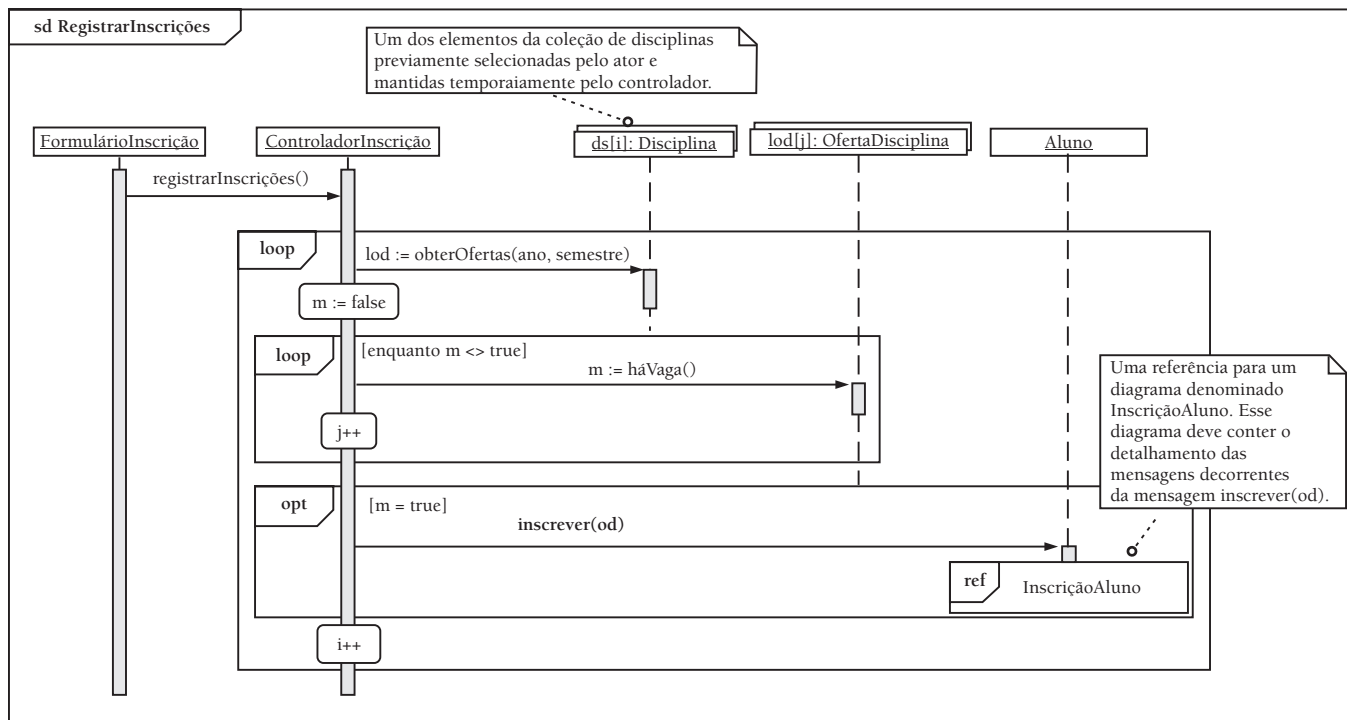 sd RegistrarInscrições
Um dos elementos da coleção de disciplinas
previamente selecionadas pelo ator e
mantidas temporaiamente pelo controlador.
FormulárioInscrição
ControladorInscrição
ds[i]: Disciplina
lod[j]: OfertaDisciplina
Aluno
registrarInscrições()
loop
lod := obterOfertas(ano, semestre)
m := false
loop
[enquanto m <> true]
m := háVaga()
j++
Uma referência para um
diagrama denominado
InscriçãoAluno. Esse
diagrama deve conter o
detalhamento das
mensagens decorrentes
da mensagem inscrever(od).
opt
[m = true]
inscrever(od)
ref
InscriçãoAluno
i++